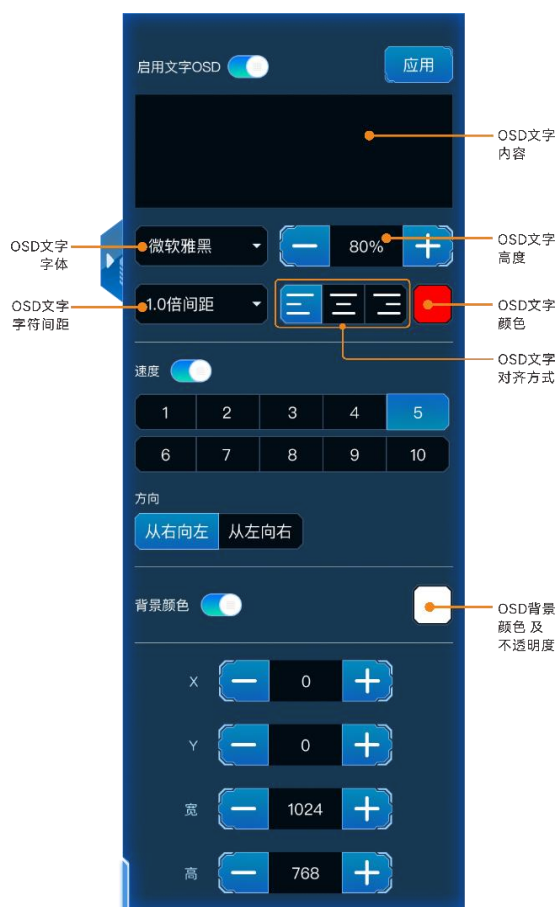 启用文字OSD
应用
OSD文字
内容
OSD文字
字体
微软雅黑
80%
OSD文字
高度
OSD文字
字符间距
1.0倍间距
OSD文字
颜色
OSD文字
对齐方式
速度
1 2 3 4 5
6 7 8 9 10
方向
从右向左 从左向右
背景颜色
OSD背景
颜色 及
不透明度
X 0
Y 0
宽 1024
高 768